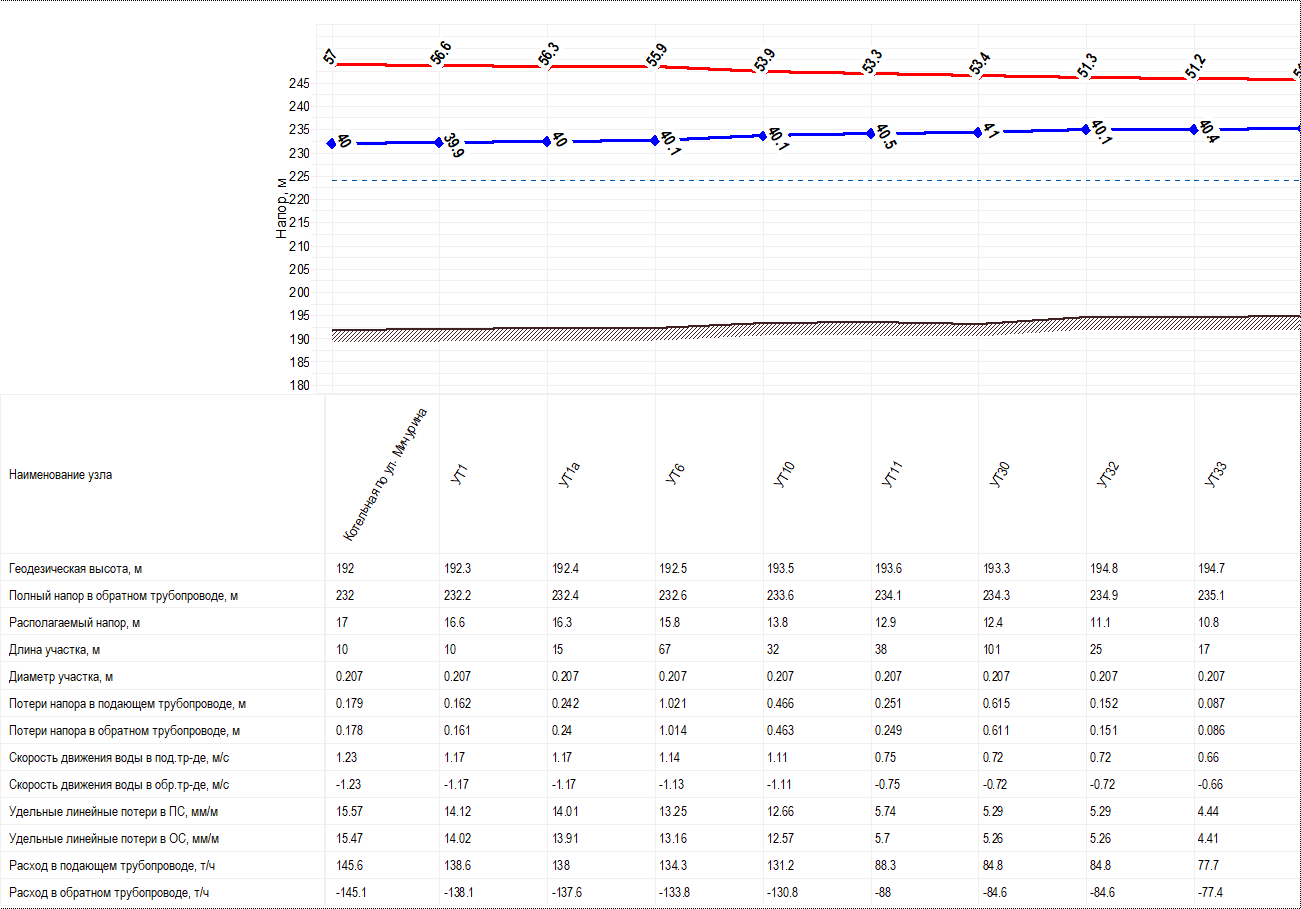 57 56.6 56.3 55.9 53.9 53.3 53.4 51.3 51.2
245
240
235
230
225
220
215
210
205
200
195
190
185
180
Напор, м
40 39.9 40 40.1 40.1 40.5 41 40.1 40.4
Наименование узла Котельная по ул. Мичурина УТ1 УТ1а УТ6 УТ10 УТ11 УТ30 УТ32 УТ33
Геодезическая высота, м 192 192.3 192.4 192.5 193.5 193.6 193.3 194.8 194.7
Полный напор в обратном трубопроводе, м 232 232.2 232.4 232.6 233.6 234.1 234.3 234.9 235.1
Располагаемый напор, м 17 16.6 16.3 15.8 13.8 12.9 12.4 11.1 10.8
Длина участка, м 10 10 15 67 32 38 101 25 17
Диаметр участка, м 0.207 0.207 0.207 0.207 0.207 0.207 0.207 0.207 0.207
Потери напора в подающем трубопроводе, м 0.179 0.162 0.242 1.021 0.466 0.251 0.615 0.152 0.087
Потери напора в обратном трубопроводе, м 0.178 0.161 0.24 1.014 0.463 0.249 0.611 0.151 0.086
Скорость движения воды в под.тр-де, м/с 1.23 1.17 1.17 1.14 1.11 0.75 0.72 0.72 0.66
Скорость движения воды в обр.тр-де, м/с -1.23 -1.17 -1.17 -1.13 -1.11 -0.75 -0.72 -0.72 -0.66
Удельные линейные потери в ПС, мм/м 15.57 14.12 14.01 13.25 12.66 5.74 5.29 5.29 4.44
Удельные линейные потери в ОС, мм/м 15.47 14.02 13.91 13.16 12.57 5.7 5.26 5.26 4.41
Расход в подающем трубопроводе, т/ч 145.6 138.6 138 134.3 131.2 88.3 84.8 84.8 77.7
Расход в обратном трубопроводе, т/ч -145.1 -138.1 -137.6 -133.8 -130.8 -88 -84.6 -84.6 -77.4